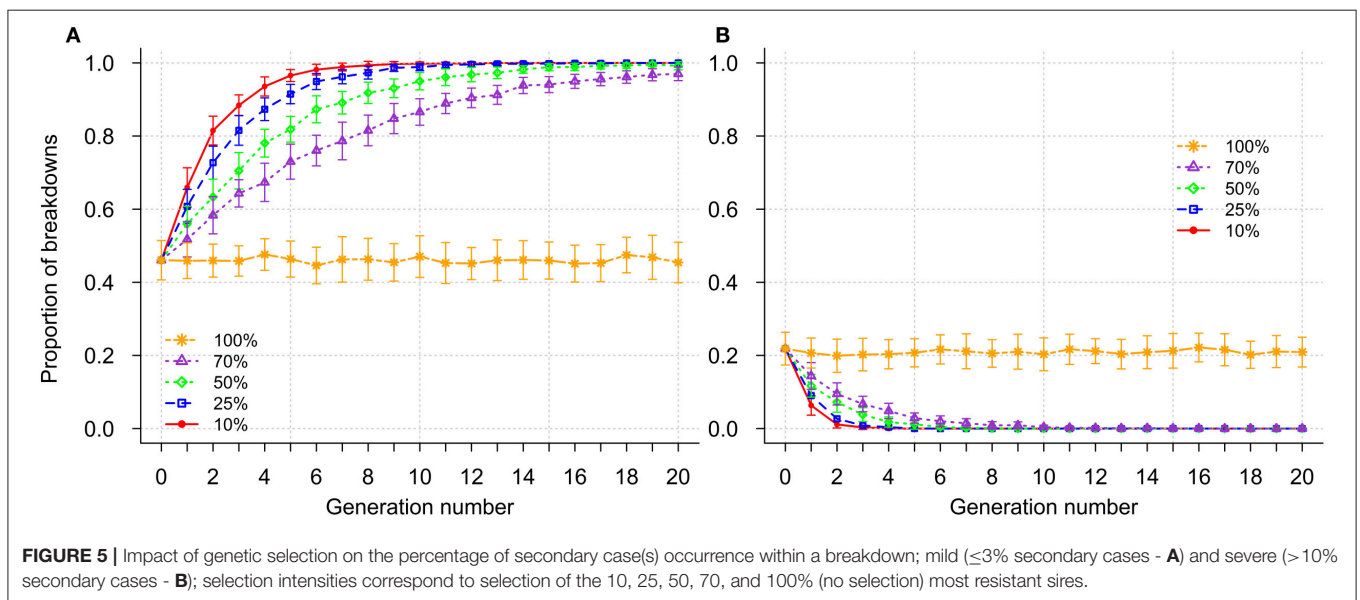 A
B
1.0
0.8
0.6
0.4
0.2
0.0
Proportion of breakdowns
100%
70%
50%
25%
10%
0 2 4 6 8 10 12 14 16 18 20
Generation number
1.0
0.8
0.6
0.4
0.2
0.0
100%
70%
50%
25%
10%
0 2 4 6 8 10 12 14 16 18 20
Generation number
FIGURE 5 | Impact of genetic selection on the percentage of secondary case(s) occurrence within a breakdown; mild (≤3% secondary cases - A) and severe (>10%
secondary cases - B); selection intensities correspond to selection of the 10, 25, 50, 70, and 100% (no selection) most resistant sires.